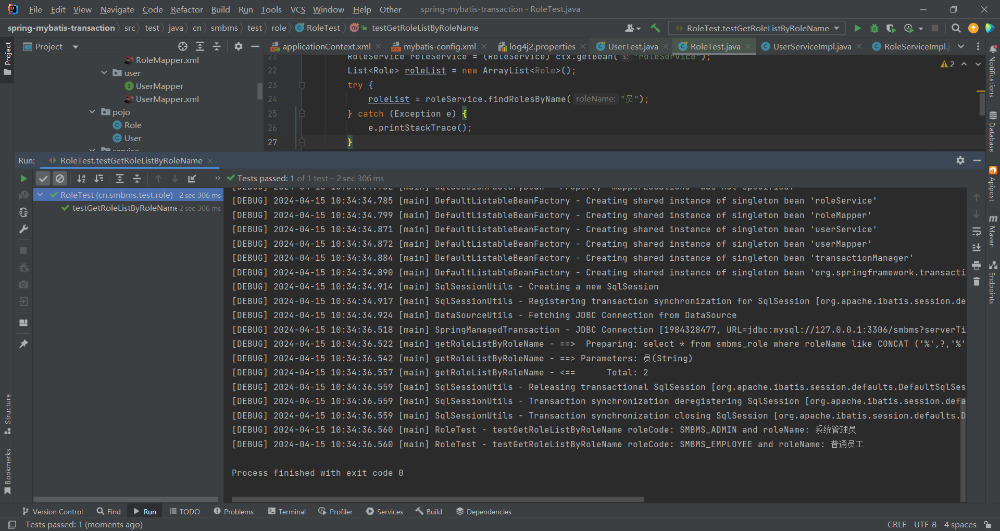 File Edit View Navigate Code Refactor Build Run Tools VCS Window Help Other spring-mybatis-transaction - RoleTest.java
spring-mybatis-transaction src test java cn smbms test role RoleTest testGetRoleListByRoleName RoleTest.testGetRoleListByRoleName
Project applicationContext.xml mybatis-config.xml log4j2.properties UserTest.java RoleTest.java UserServiceImpl.java RoleServiceImpl.j
RoleMapper.xml
user
UserMapper
UserMapper.xml
pojo
Role
User
service
21 RoleService roleService = (RoleService) ctx.getBean( s: "roleService");
22 List<Role> roleList = new ArrayList<Role>();
23 try {
24 roleList = roleService.findRolesByName( roleName: "员");
25 } catch (Exception e) {
26 e.printStackTrace();
27 }
2
Run: RoleTest.testGetRoleListByRoleName
Tests passed: 1 of 1 test – 2 sec 306 ms
RoleTest (cn.smbms.test.role) 2 sec 306 ms
testGetRoleListByRoleName 2 sec 306 ms
[DEBUG] 2024-04-15 10:34:34.782 [main] SqlSessionFactoryBean - Property 'mapperLocations' was not specified.
[DEBUG] 2024-04-15 10:34:34.785 [main] DefaultListableBeanFactory - Creating shared instance of singleton bean 'roleService'
[DEBUG] 2024-04-15 10:34:34.799 [main] DefaultListableBeanFactory - Creating shared instance of singleton bean 'roleMapper'
[DEBUG] 2024-04-15 10:34:34.871 [main] DefaultListableBeanFactory - Creating shared instance of singleton bean 'userService'
[DEBUG] 2024-04-15 10:34:34.872 [main] DefaultListableBeanFactory - Creating shared instance of singleton bean 'userMapper'
[DEBUG] 2024-04-15 10:34:34.884 [main] DefaultListableBeanFactory - Creating shared instance of singleton bean 'transactionManager'
[DEBUG] 2024-04-15 10:34:34.890 [main] DefaultListableBeanFactory - Creating shared instance of singleton bean 'org.springframework.transacti
[DEBUG] 2024-04-15 10:34:34.914 [main] SqlSessionUtils - Creating a new SqlSession
[DEBUG] 2024-04-15 10:34:34.917 [main] SqlSessionUtils - Registering transaction synchronization for SqlSession [org.apache.ibatis.session.de
[DEBUG] 2024-04-15 10:34:34.924 [main] DataSourceUtils - Fetching JDBC Connection from DataSource
[DEBUG] 2024-04-15 10:34:36.518 [main] SpringManagedTransaction - JDBC Connection [1984328477, URL=jdbc:mysql://127.0.0.1:3306/smbms?serverTi
[DEBUG] 2024-04-15 10:34:36.522 [main] getRoleListByRoleName - ==>  Preparing: select * from smbms_role where roleName like CONCAT ('%',?,'%'
[DEBUG] 2024-04-15 10:34:36.542 [main] getRoleListByRoleName - ==> Parameters: 员(String)
[DEBUG] 2024-04-15 10:34:36.557 [main] getRoleListByRoleName - <==      Total: 2
[DEBUG] 2024-04-15 10:34:36.559 [main] SqlSessionUtils - Releasing transactional SqlSession [org.apache.ibatis.session.defaults.DefaultSqlSes
[DEBUG] 2024-04-15 10:34:36.559 [main] SqlSessionUtils - Transaction synchronization deregistering SqlSession [org.apache.ibatis.session.defa
[DEBUG] 2024-04-15 10:34:36.559 [main] SqlSessionUtils - Transaction synchronization closing SqlSession [org.apache.ibatis.session.defaults.D
[DEBUG] 2024-04-15 10:34:36.560 [main] RoleTest - testGetRoleListByRoleName roleCode: SMBMS_ADMIN and roleName: 系统管理员
[DEBUG] 2024-04-15 10:34:36.560 [main] RoleTest - testGetRoleListByRoleName roleCode: SMBMS_EMPLOYEE and roleName: 普通员工
Process finished with exit code 0
Project
Structure
Bookmarks
Notifications
Database
Apipost
Maven
Endpoints
Version Control Find Run TODO Problems Terminal Profiler Services Build Dependencies
Tests passed: 1 (moments ago) CRLF UTF-8 4 spaces